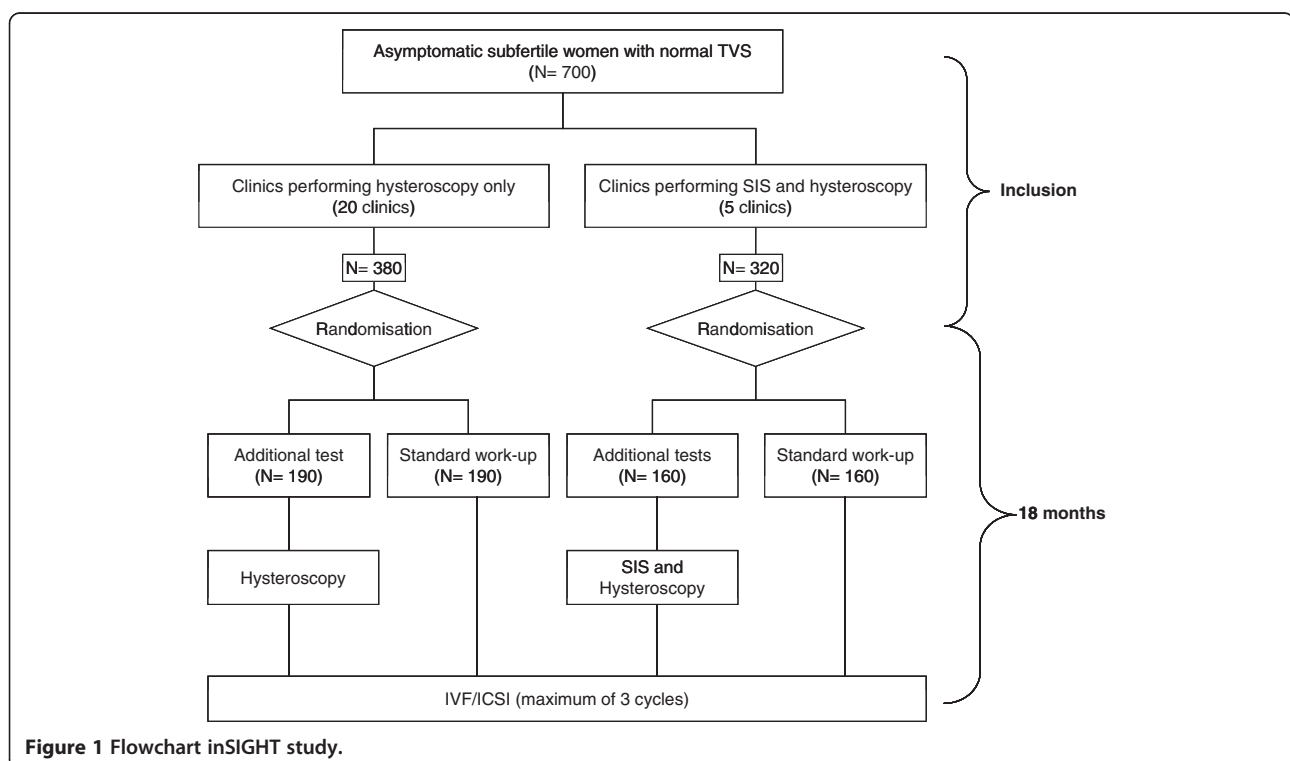 Asymptomatic subfertile women with normal TVS
(N= 700)
Clinics performing hysteroscopy only
(20 clinics)
Clinics performing SIS and hysteroscopy
(5 clinics)
Inclusion
N= 380
N= 320
Randomisation
Randomisation
Additional test
(N= 190)
Standard work-up
(N= 190)
Additional tests
(N= 160)
Standard work-up
(N= 160)
18 months
Hysteroscopy
SIS and
Hysteroscopy
IVF/ICSI (maximum of 3 cycles)
Figure 1 Flowchart inSIGHT study.